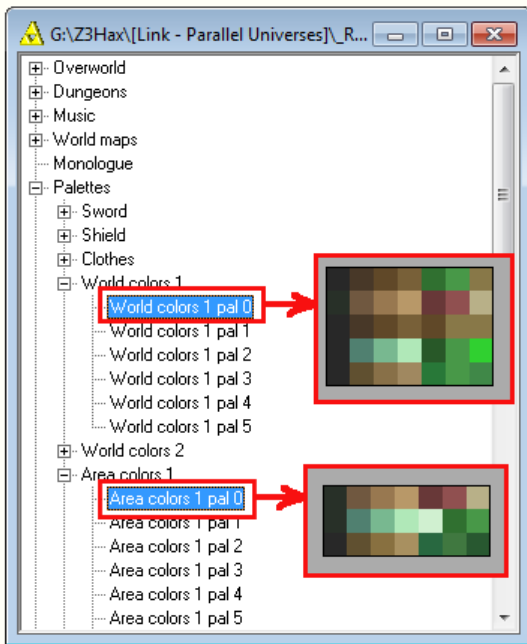 G:\Z3Hax\[Link - Parallel Universes]\_R...
Overworld
Dungeons
Music
World maps
Monologue
Palettes
Sword
Shield
Clothes
World colors 1
World colors 1 pal 0
World colors 1 pal 1
World colors 1 pal 2
World colors 1 pal 3
World colors 1 pal 4
World colors 1 pal 5
World colors 2
Area colors 1
Area colors 1 pal 0
Area colors 1 pal 1
Area colors 1 pal 2
Area colors 1 pal 3
Area colors 1 pal 4
Area colors 1 pal 5